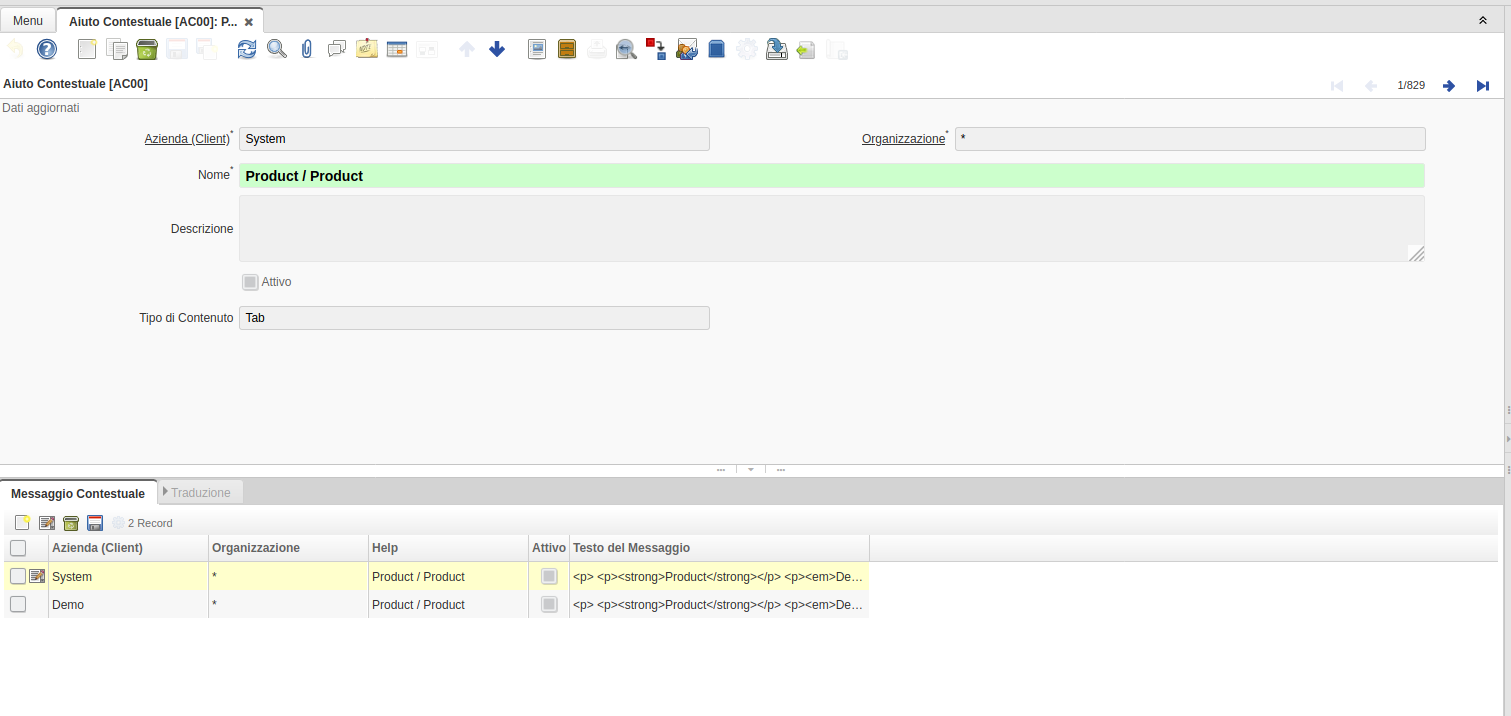 Menu
Aiuto Contestuale [AC00]: P...
Aiuto Contestuale [AC00]
1/829
Dati aggiornati
Azienda (Client)* System
Organizzazione* *
Nome* Product / Product
Descrizione
Attivo
Tipo di Contenuto Tab
Messaggio Contestuale
Traduzione
2 Record
Azienda (Client) Organizzazione Help Attivo Testo del Messaggio
System * Product / Product <p> <p><strong>Product</strong></p> <p><em>De...
Demo * Product / Product <p> <p><strong>Product</strong></p> <p><em>De...